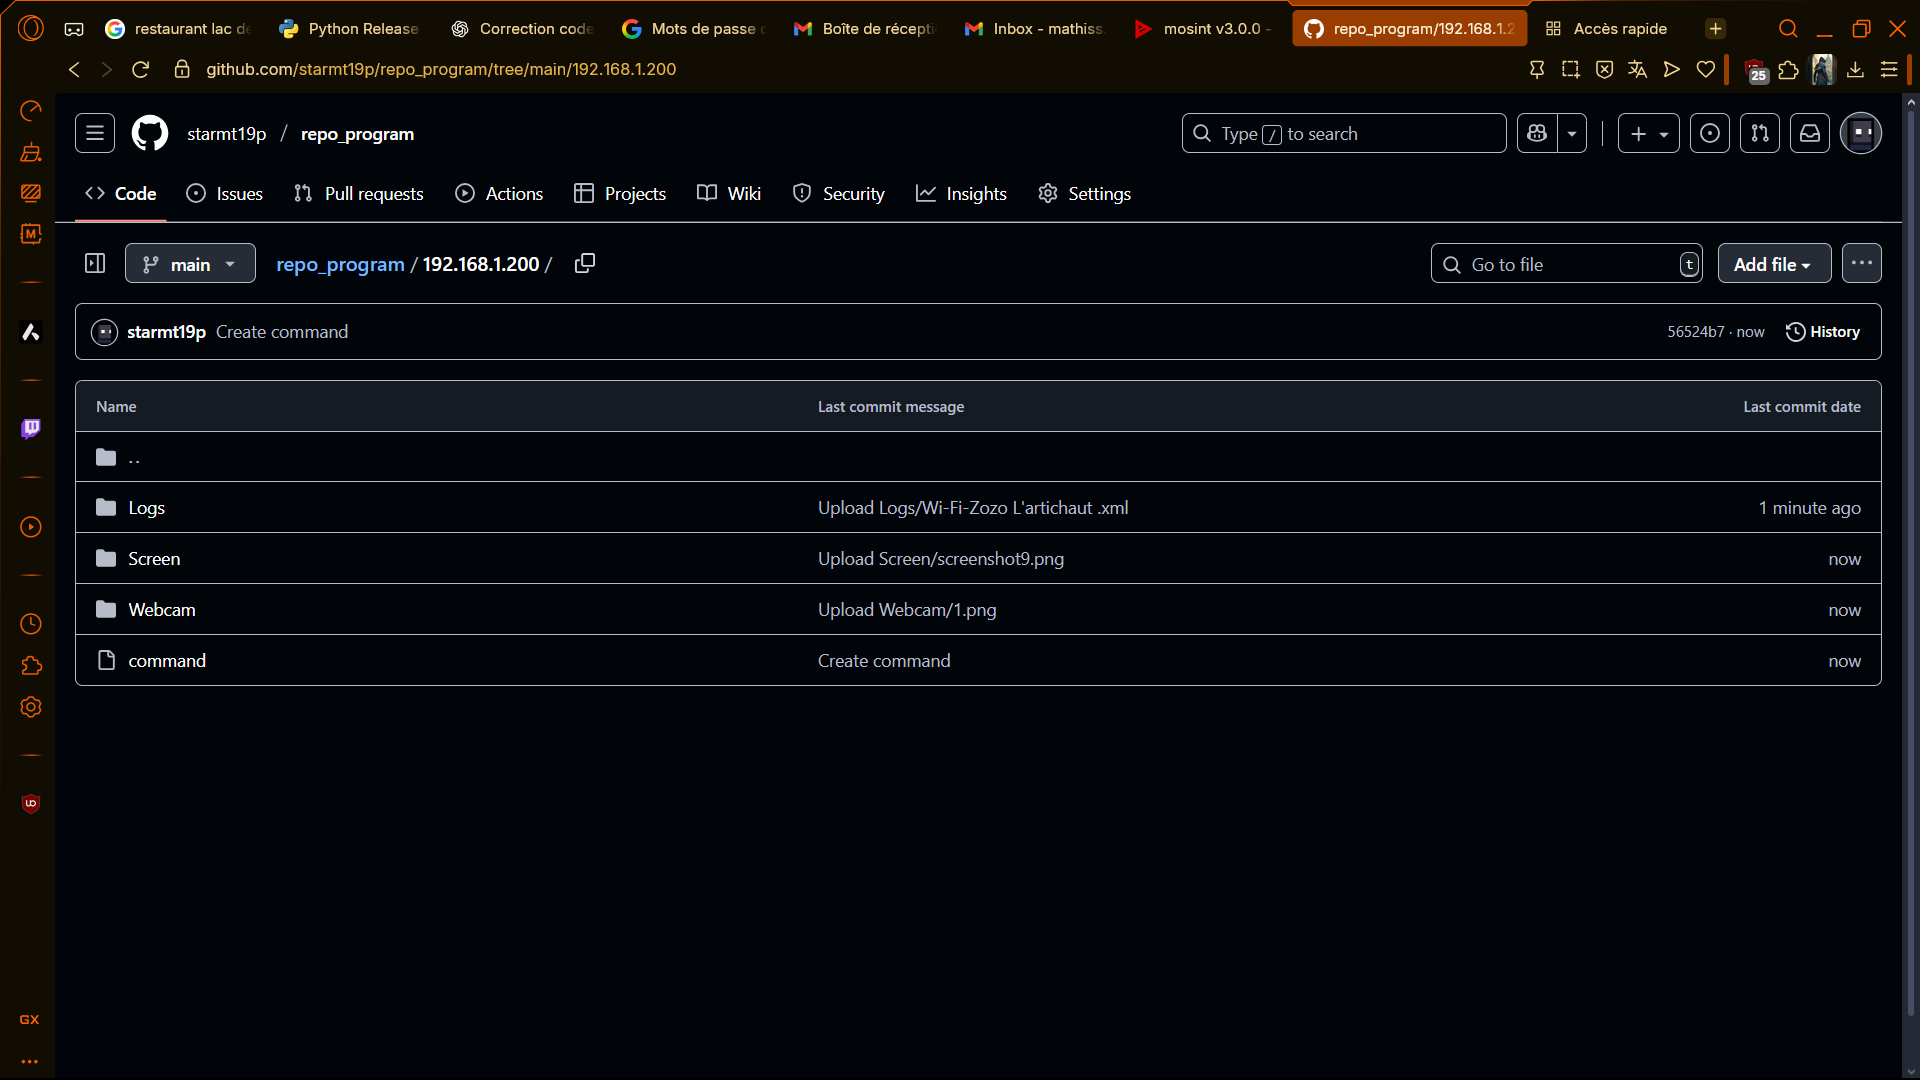 restaurant lac de
Python Release
Correction code
Mots de passe
Boîte de récepti
Inbox - mathiss.
mosint v3.0.0 -
repo_program/192.168.1.2
Accès rapide
github.com/starmt19p/repo_program/tree/main/192.168.1.200
25
starmt19p / repo_program
Type / to search
Code
Issues
Pull requests
Actions
Projects
Wiki
Security
Insights
Settings
main
repo_program / 192.168.1.200 /
Go to file
t
Add file
starmt19p Create command
56524b7 · now
History
Name
Last commit message
Last commit date
..
Logs
Upload Logs/Wi-Fi-Zozo L'artichaut .xml
1 minute ago
Screen
Upload Screen/screenshot9.png
now
Webcam
Upload Webcam/1.png
now
command
Create command
now
GX